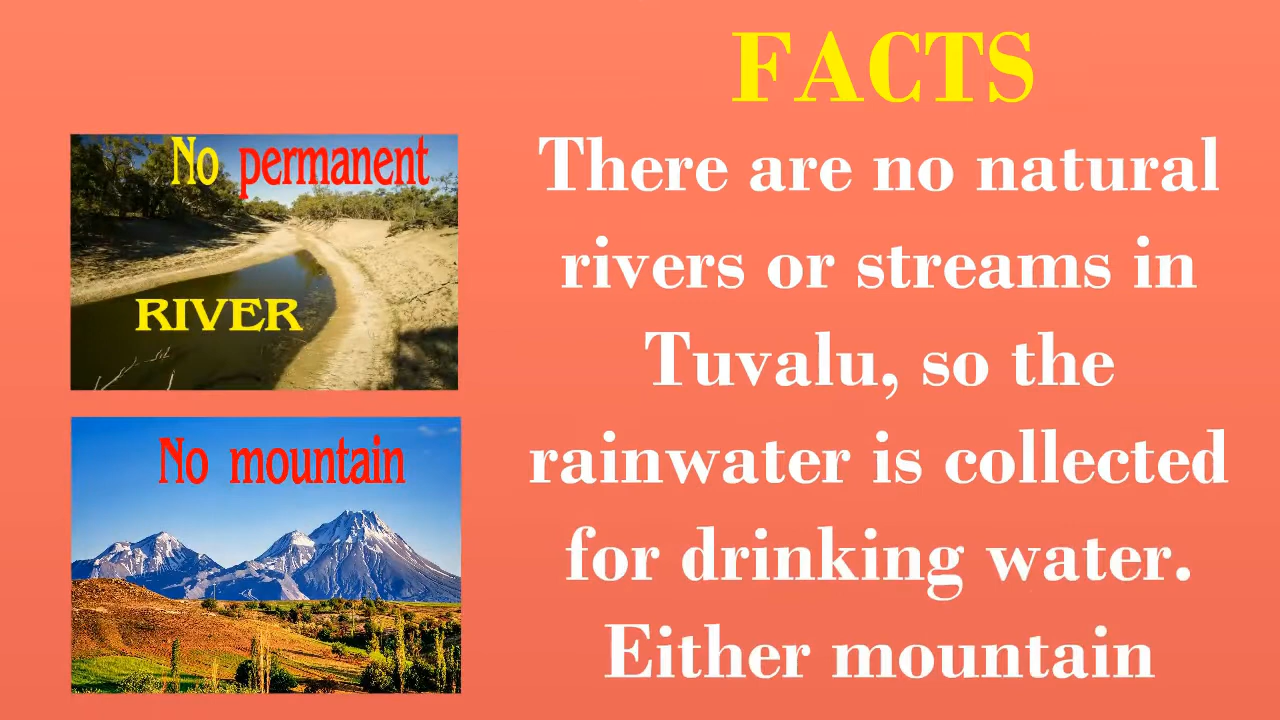 FACTS
No permanent
RIVER
No mountain
There are no natural
rivers or streams in
Tuvalu, so the
rainwater is collected
for drinking water.
Either mountain